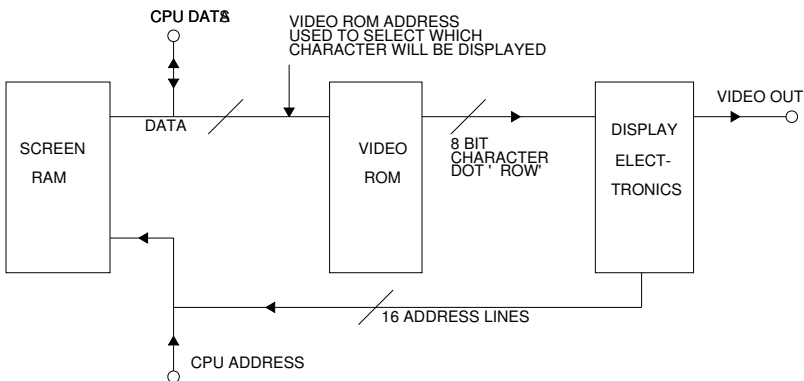 CPU DATA
VIDEO ROM ADDRESS
USED TO SELECT WHICH
CHARACTER WILL BE DISPLAYED
VIDEO OUT
DATA
SCREEN
RAM
VIDEO
ROM
8 BIT
CHARACTER
DOT ' ROW'
DISPLAY
ELECT-
TRONICS
16 ADDRESS LINES
CPU ADDRESS